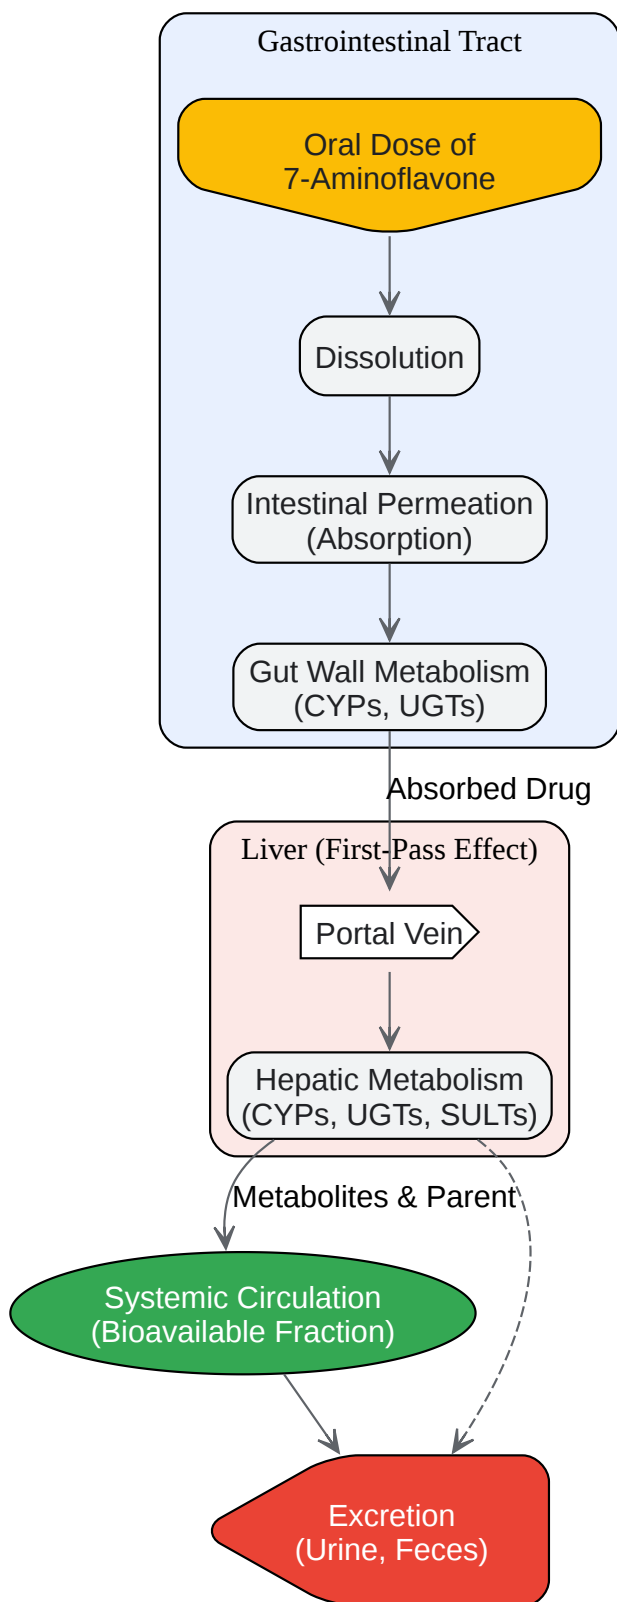 Gastrointestinal Tract
Oral Dose of
7-Aminoflavone
Dissolution
Intestinal Permeation
(Absorption)
Gut Wall Metabolism
(CYPs, UGTs)
Absorbed Drug
Liver (First-Pass Effect)
Portal Vein
Hepatic Metabolism
(CYPs, UGTs, SULTs)
Metabolites & Parent
Systemic Circulation
(Bioavailable Fraction)
Excretion
(Urine, Feces)